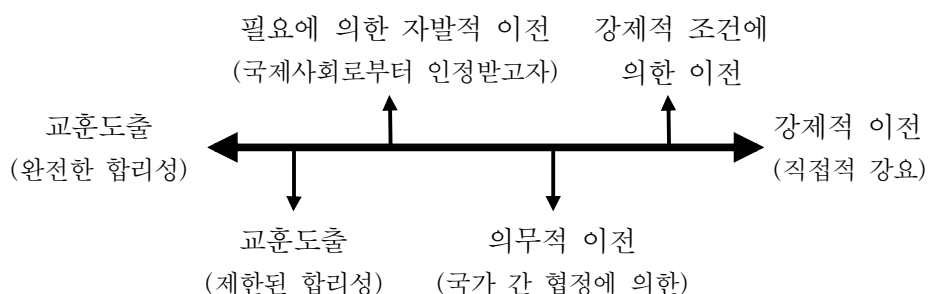 필요에 의한 자발적 이전
(국제사회로부터 인정받고자)
강제적 조건에
의한 이전
교훈도출
(완전한 합리성)
강제적 이전
(직접적 강요)
교훈도출
(제한된 합리성)
의무적 이전
(국가 간 협정에 의한)